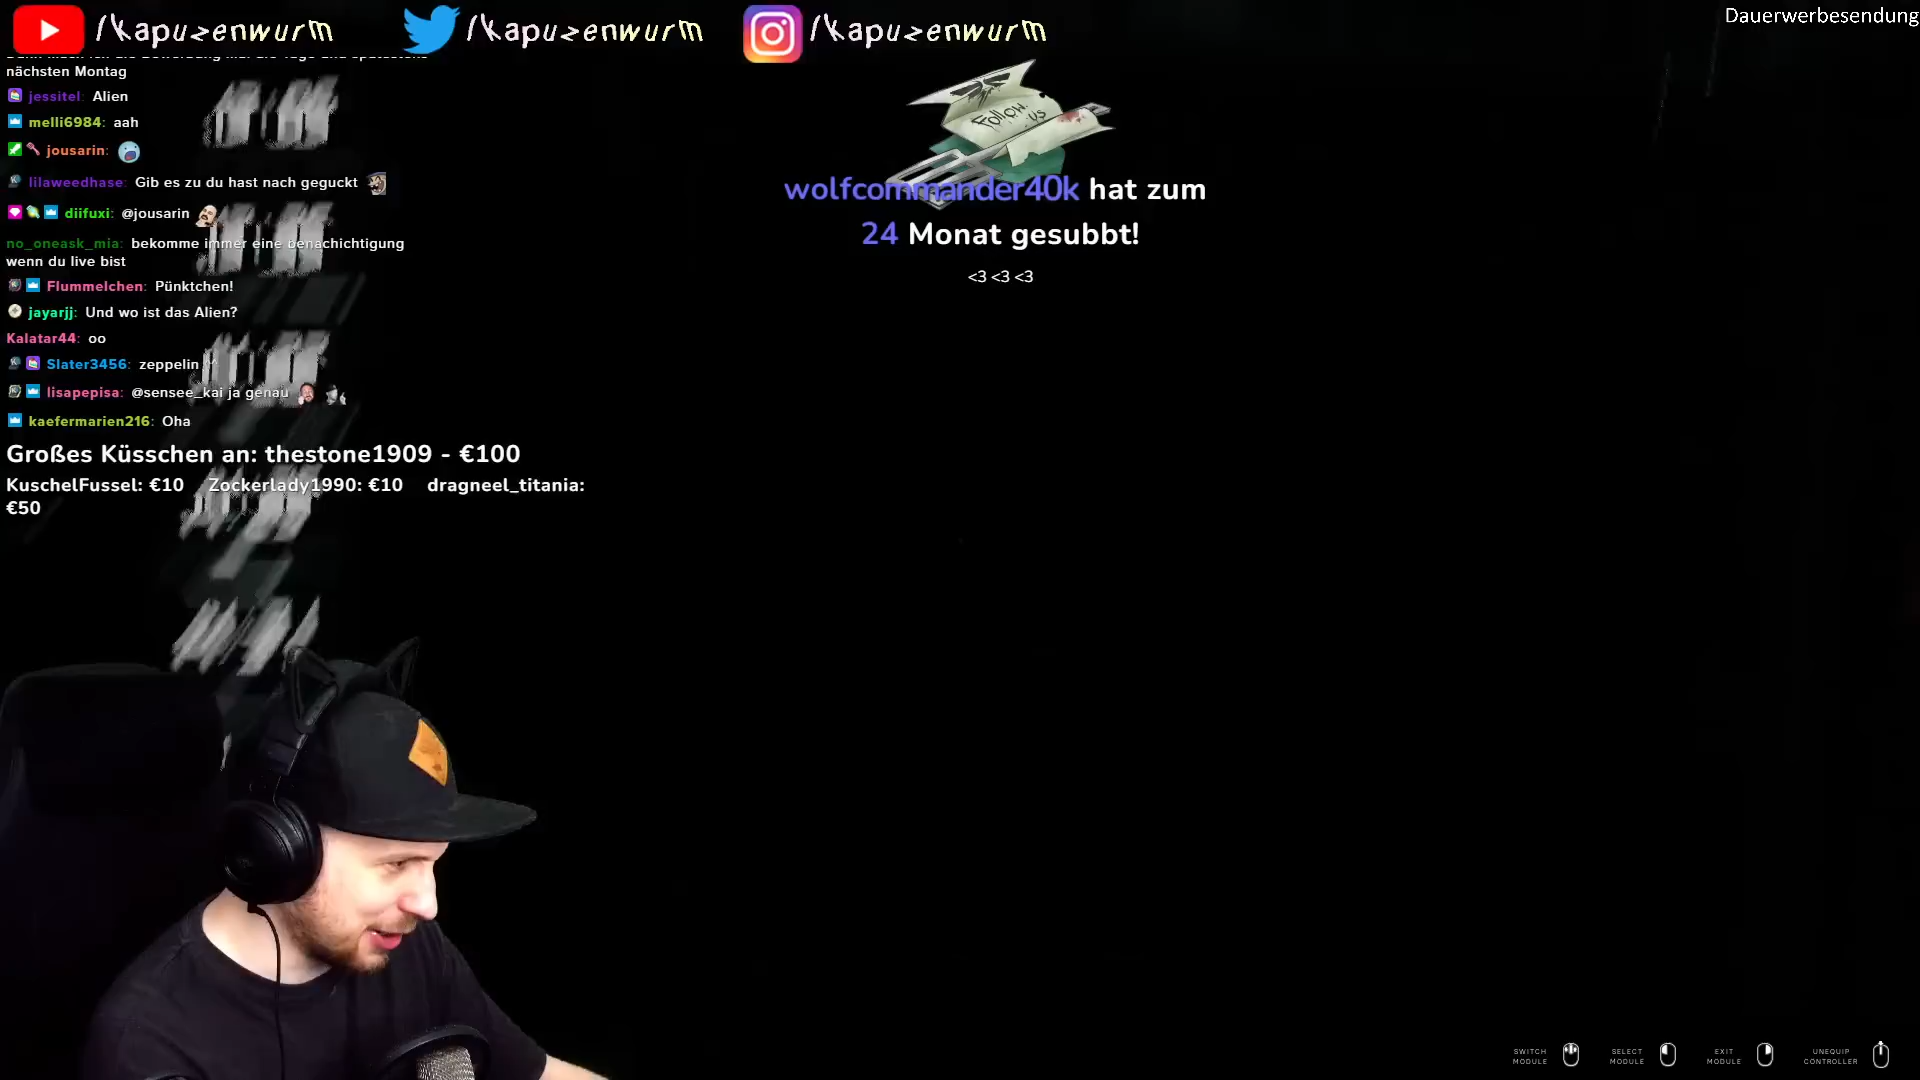 /kapuzenwurm /kapuzenwurm /kapuzenwurm
Dauerwerbesendung
nächsten Montag
jessitel: Alien
melli6984: aah
jousarin:
lilaweedhase: Gib es zu du hast nach geguckt
diifuxi: @jousarin
no_oneask_mia: bekomme immer eine benachichtigung
wenn du live bist
Flummelchen: Pünktchen!
jayarjj: Und wo ist das Alien?
Kalatar44: oo
Slater3456: zeppelin ^^
lisapepisa: @sensee_kai ja genau
kaefermarien216: Oha
Großes Küsschen an: thestone1909 - €100
KuschelFussel: €10 Zockerlady1990: €10 dragneel_titania:
€50
Follow
us
wolfcommander40k hat zum
24 Monat gesubbt!
<3 <3 <3
SWITCH
MODULE
SELECT
MODULE
EXIT
MODULE
UNEQUIP
CONTROLLER